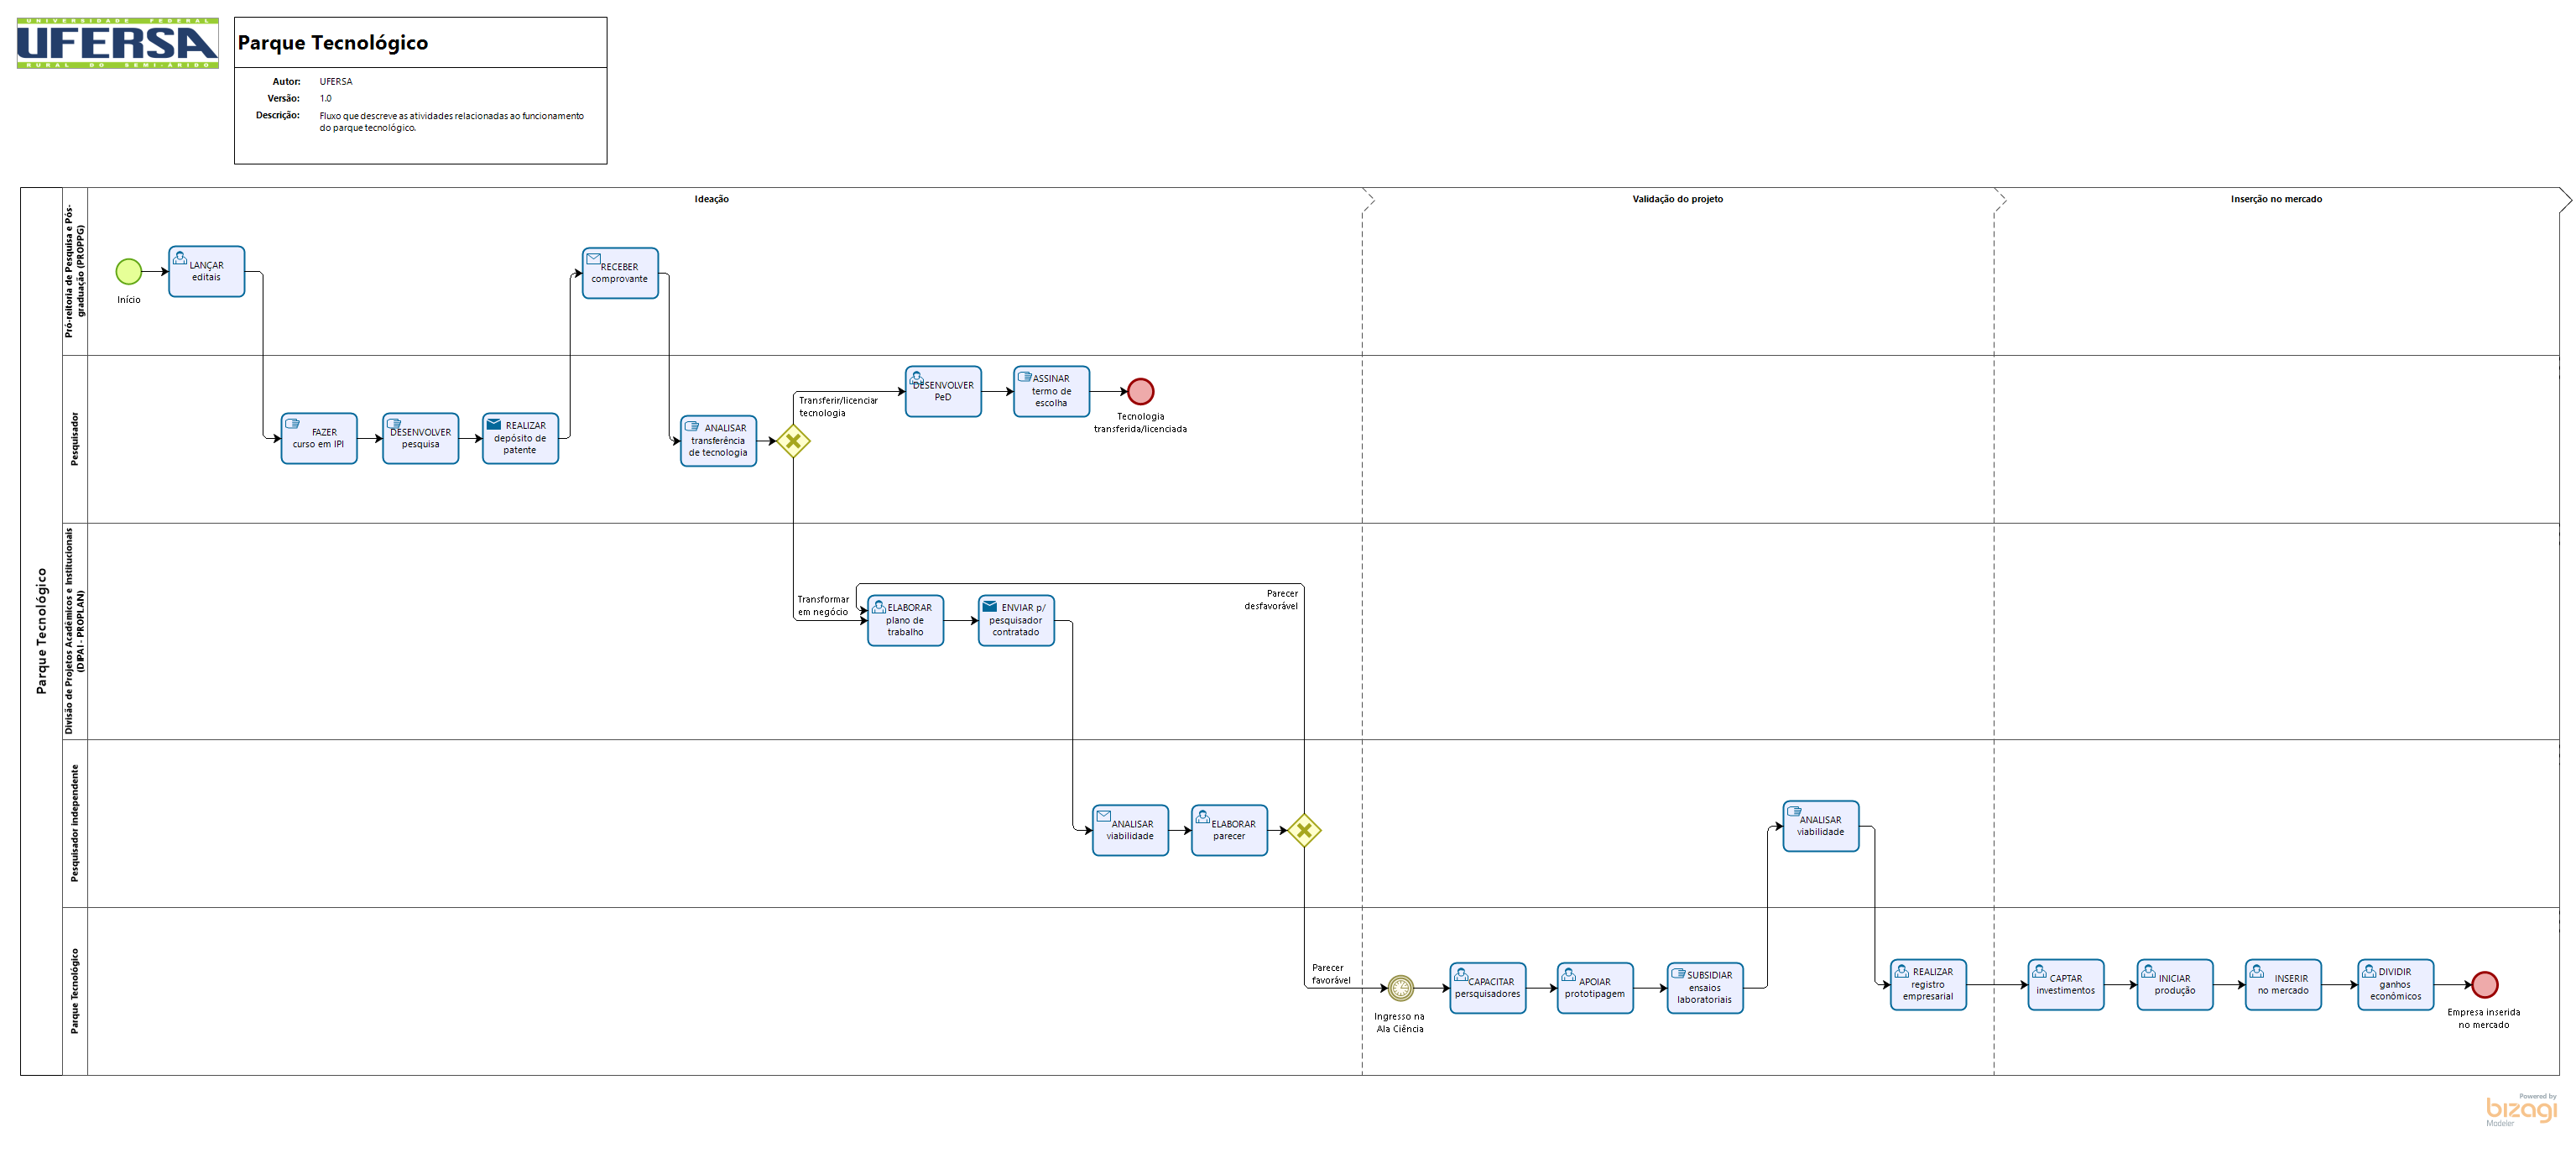 UNIVERSIDADE FEDERAL
UFERSA
RURAL DO SEMI-ÁRIDO
Parque Tecnológico
Autor: UFERSA
Versão: 1.0
Descrição: Fluxo que descreve as atividades relacionadas ao funcionamento
do parque tecnológico.
Parque Tecnológico
Ideação
Validação do projeto
Inserção no mercado
Pró-reitoria de Pesquisa e Pós-
graduação (PROPPG)
Início
LANÇAR
editais
RECEBER
comprovante
Pesquisador
FAZER
curso em IPI
DESENVOLVER
pesquisa
REALIZAR
depósito de
patente
ANALISAR
transferência
de tecnologia
Transferir/licenciar
tecnologia
DESENVOLVER
PeD
ASSINAR
termo de
escolha
Tecnologia
transferida/licenciada
Divisão de Projetos Acadêmicos e Institucionais
(DIPAI - PROPLAN)
Transformar
em negócio
ELABORAR
plano de
trabalho
ENVIAR p/
pesquisador
contratado
Parecer
desfavorável
Pesquisador independente
ANALISAR
viabilidade
ELABORAR
parecer
ANALISAR
viabilidade
Parque Tecnológico
Parecer
favorável
Ingresso na
Ala Ciência
CAPACITAR
persquisadores
APOIAR
prototipagem
SUBSIDIAR
ensaios
laboratoriais
REALIZAR
registro
empresarial
CAPTAR
investimentos
INICIAR
produção
INSERIR
no mercado
DIVIDIR
ganhos
econômicos
Empresa inserida
no mercado
Powered by
bizagi
Modeler